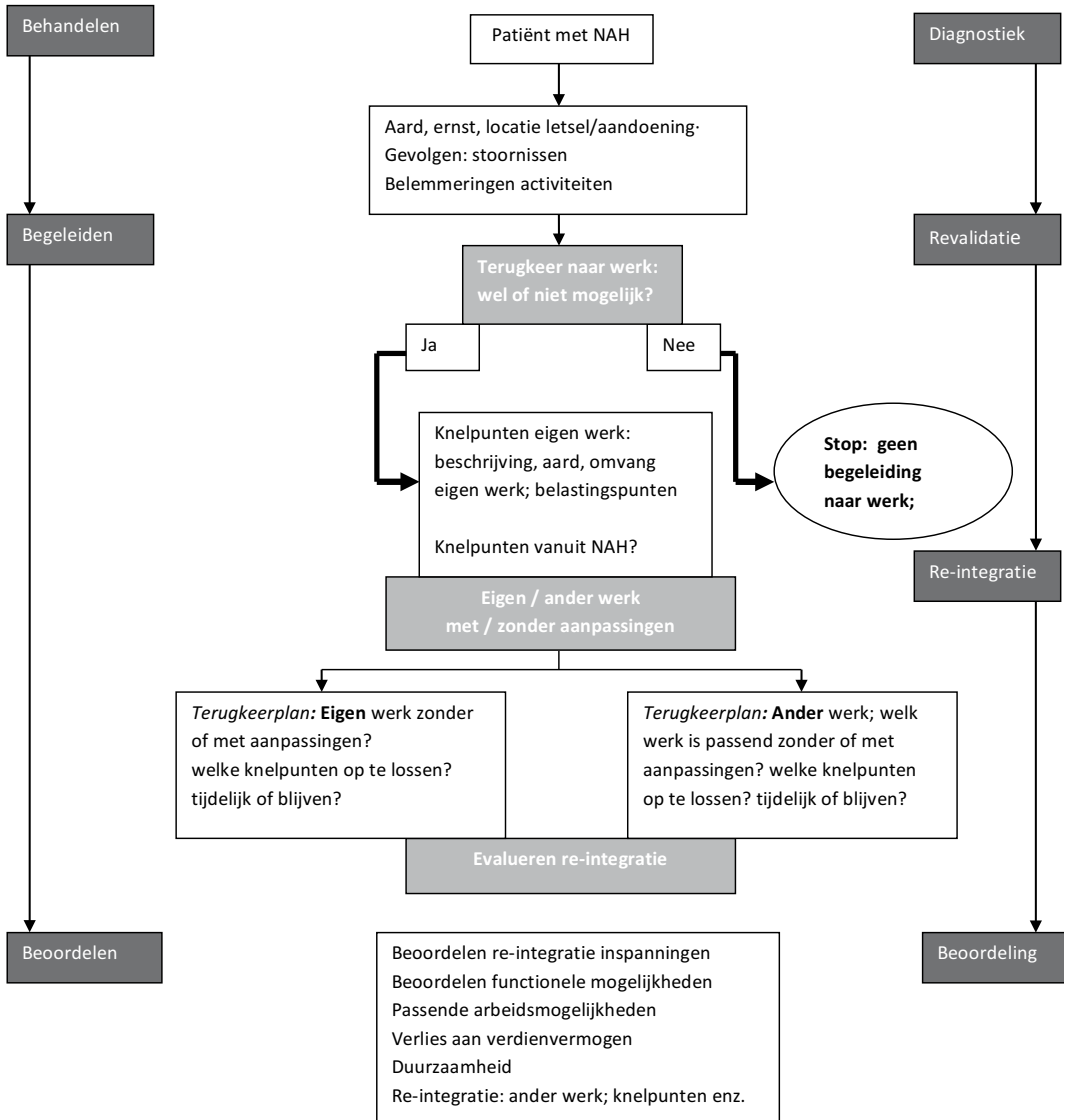 Behandelen
Patiënt met NAH
Diagnostiek
Aard, ernst, locatie letsel/aandoening·
Gevolgen: stoornissen
Belemmeringen activiteiten
Begeleiden
Revalidatie
Terugkeer naar werk:
wel of niet mogelijk?
Ja
Nee
Knelpunten eigen werk:
beschrijving, aard, omvang
eigen werk; belastingspunten
Knelpunten vanuit NAH?
Stop: geen
begeleiding
naar werk;
Re-integratie
Eigen / ander werk
met / zonder aanpassingen
Terugkeerplan: Eigen werk zonder
of met aanpassingen?
welke knelpunten op te lossen?
tijdelijk of blijven?
Terugkeerplan: Ander werk; welk
werk is passend zonder of met
aanpassingen? welke knelpunten
op te lossen? tijdelijk of blijven?
Evalueren re-integratie
Beoordelen
Beoordeling
Beoordelen re-integratie inspanningen
Beoordelen functionele mogelijkheden
Passende arbeidsmogelijkheden
Verlies aan verdienvermogen
Duurzaamheid
Re-integratie: ander werk; knelpunten enz.